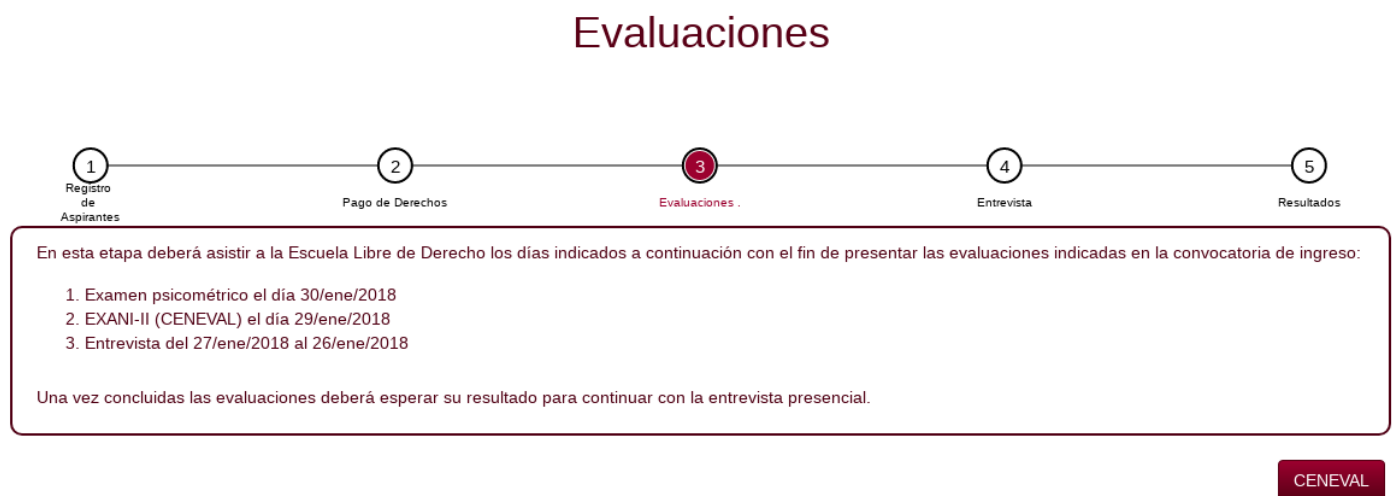 Evaluaciones
1
2
3
4
5
Registro
de
Aspirantes
Pago de Derechos
Evaluaciones .
Entrevista
Resultados
En esta etapa deberá asistir a la Escuela Libre de Derecho los días indicados a continuación con el fin de presentar las evaluaciones indicadas en la convocatoria de ingreso:
1. Examen psicométrico el día 30/ene/2018
2. EXANI-II (CENEVAL) el día 29/ene/2018
3. Entrevista del 27/ene/2018 al 26/ene/2018
Una vez concluidas las evaluaciones deberá esperar su resultado para continuar con la entrevista presencial.
CENEVAL